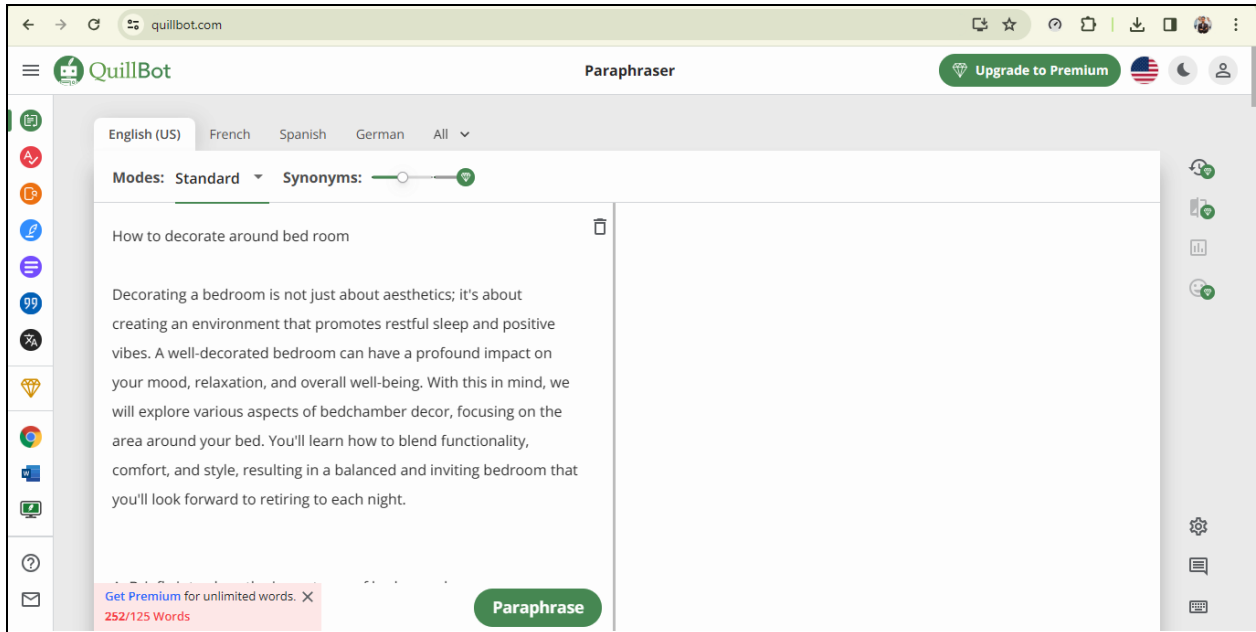 quillbot.com
QuillBot
Paraphraser
Upgrade to Premium
English (US) French Spanish German All
Modes: Standard Synonyms:
How to decorate around bed room
Decorating a bedroom is not just about aesthetics; it's about
creating an environment that promotes restful sleep and positive
vibes. A well-decorated bedroom can have a profound impact on
your mood, relaxation, and overall well-being. With this in mind, we
will explore various aspects of bedchamber decor, focusing on the
area around your bed. You'll learn how to blend functionality,
comfort, and style, resulting in a balanced and inviting bedroom that
you'll look forward to retiring to each night.
Get Premium for unlimited words.
252/125 Words
Paraphrase